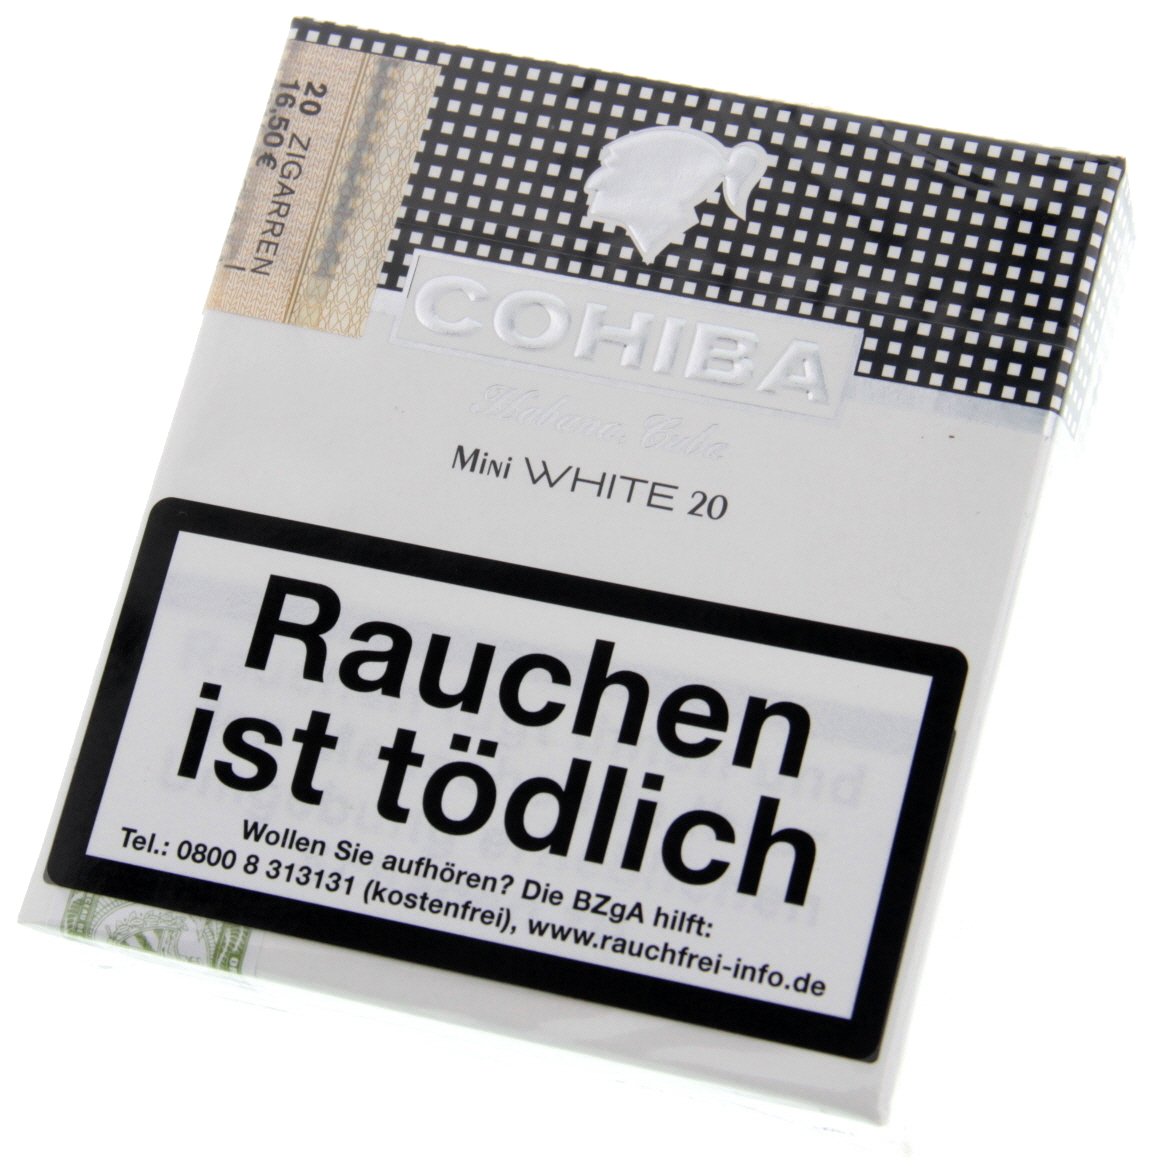 20 ZIGARREN
16,50 €
COHIBA
Habana, Cuba
Mini WHITE 20
Rauchen
ist tödlich
Wollen Sie aufhören? Die BZgA hilft:
Tel.: 0800 8 313131 (kostenfrei), www.rauchfrei-info.de